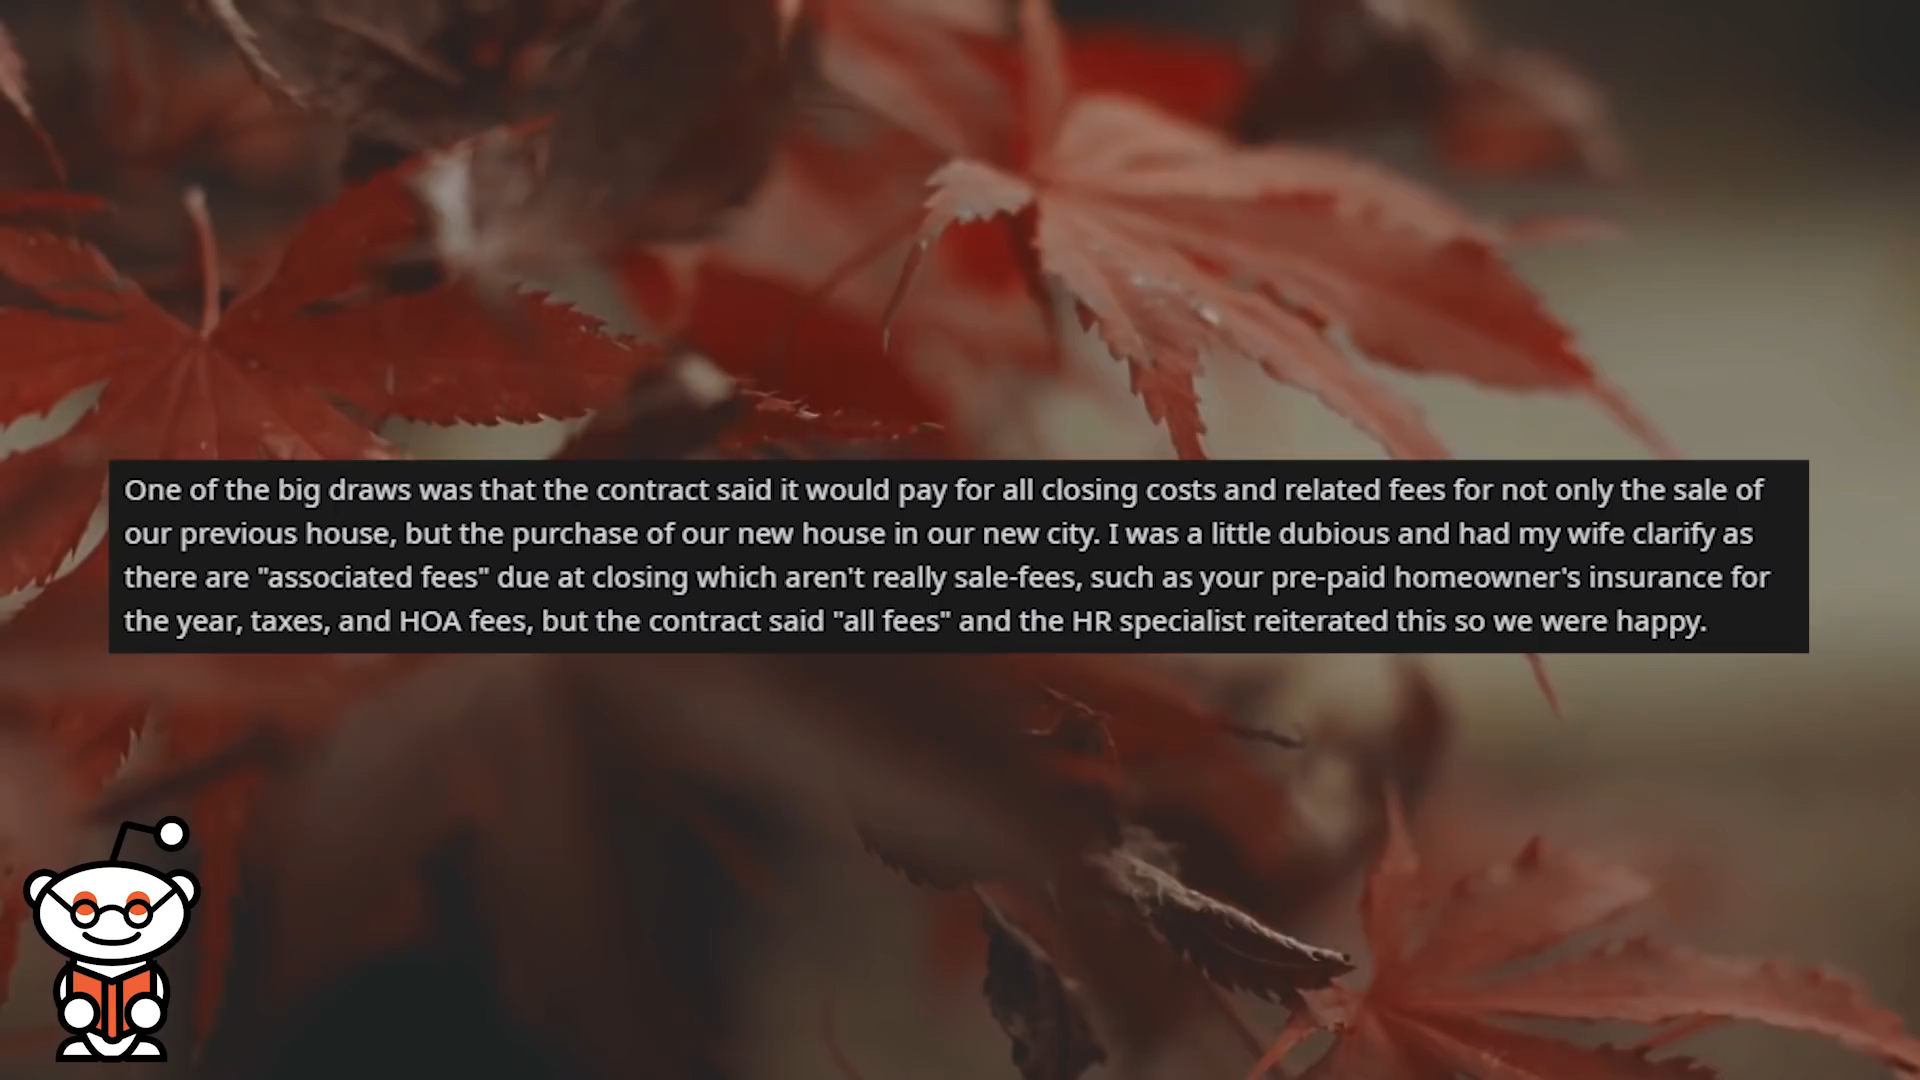 One of the big draws was that the contract said it would pay for all closing costs and related fees for not only the sale of
our previous house, but the purchase of our new house in our new city. I was a little dubious and had my wife clarify as
there are "associated fees" due at closing which aren't really sale-fees, such as your pre-paid homeowner's insurance for
the year, taxes, and HOA fees, but the contract said "all fees" and the HR specialist reiterated this so we were happy.